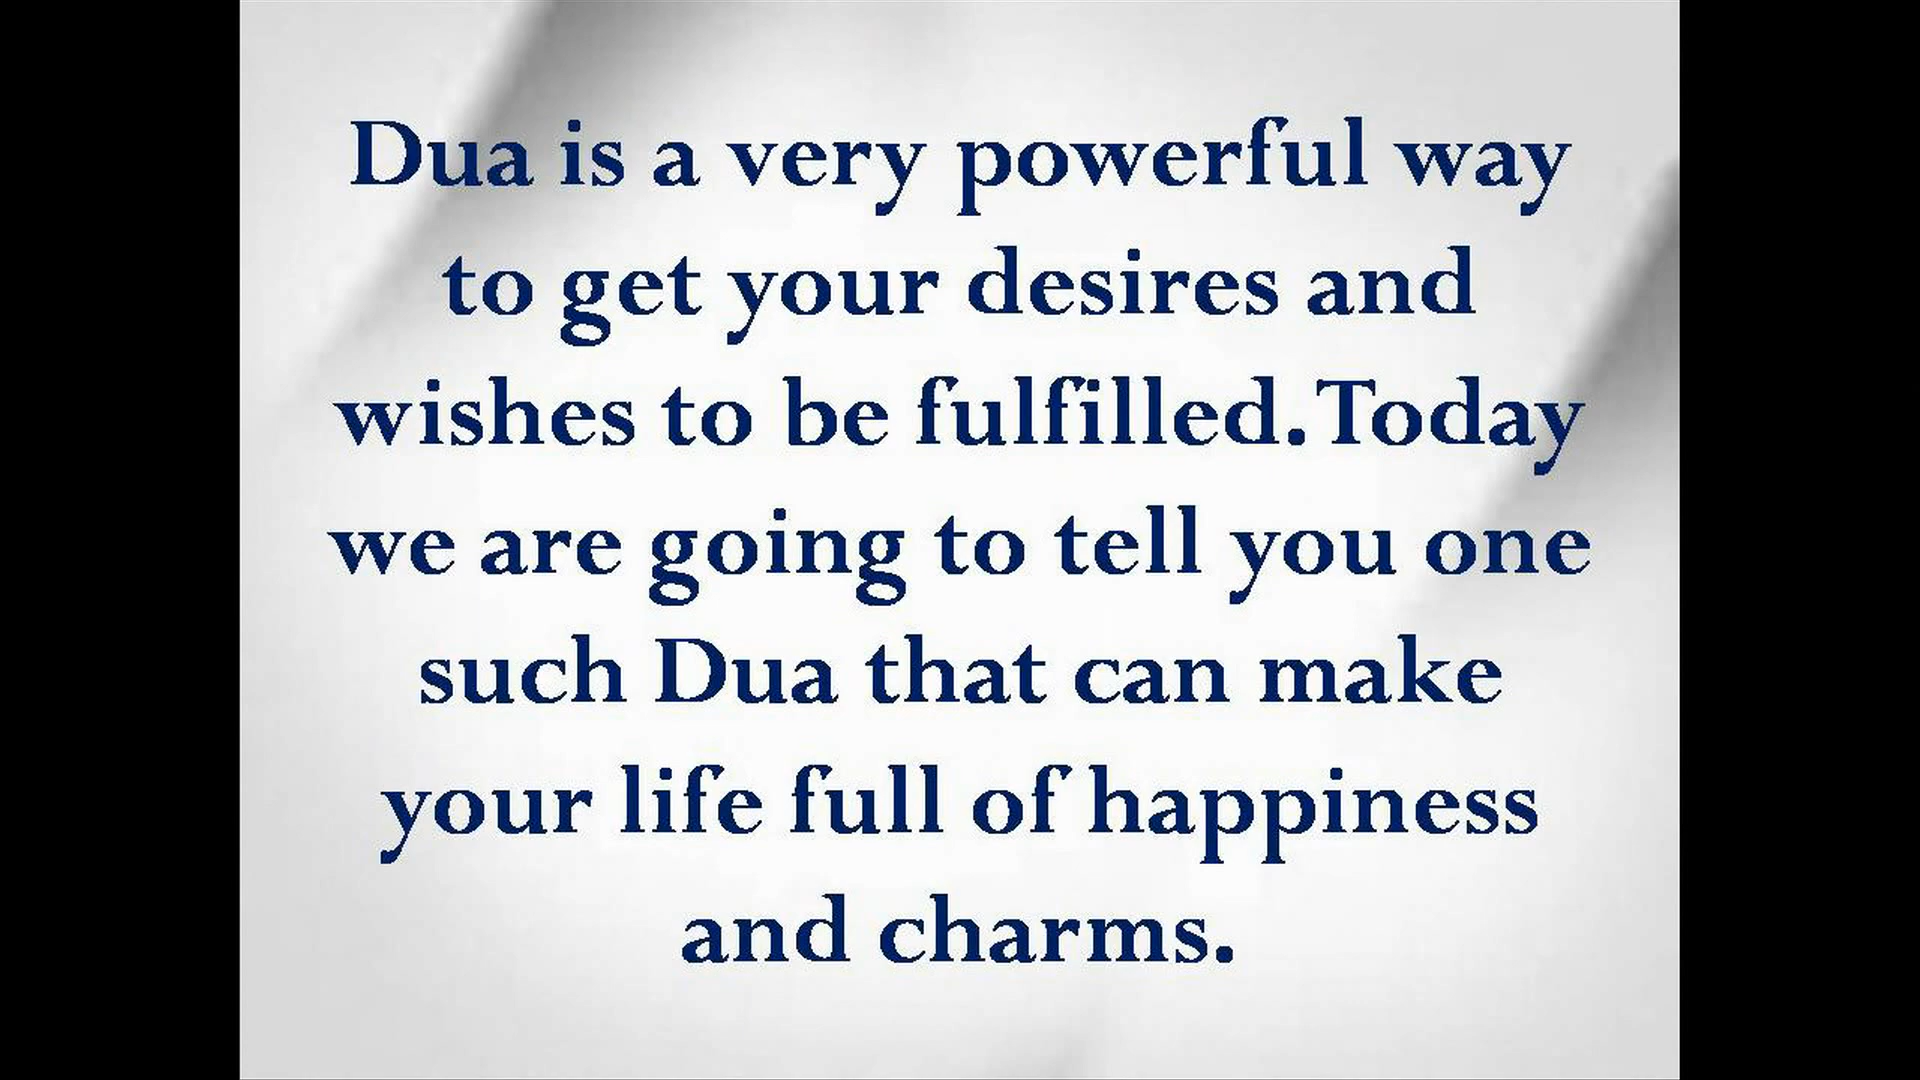 Dua is a very powerful way
to get your desires and
wishes to be fulfilled.Today
we are going to tell you one
such Dua that can make
your life full of happiness
and charms.